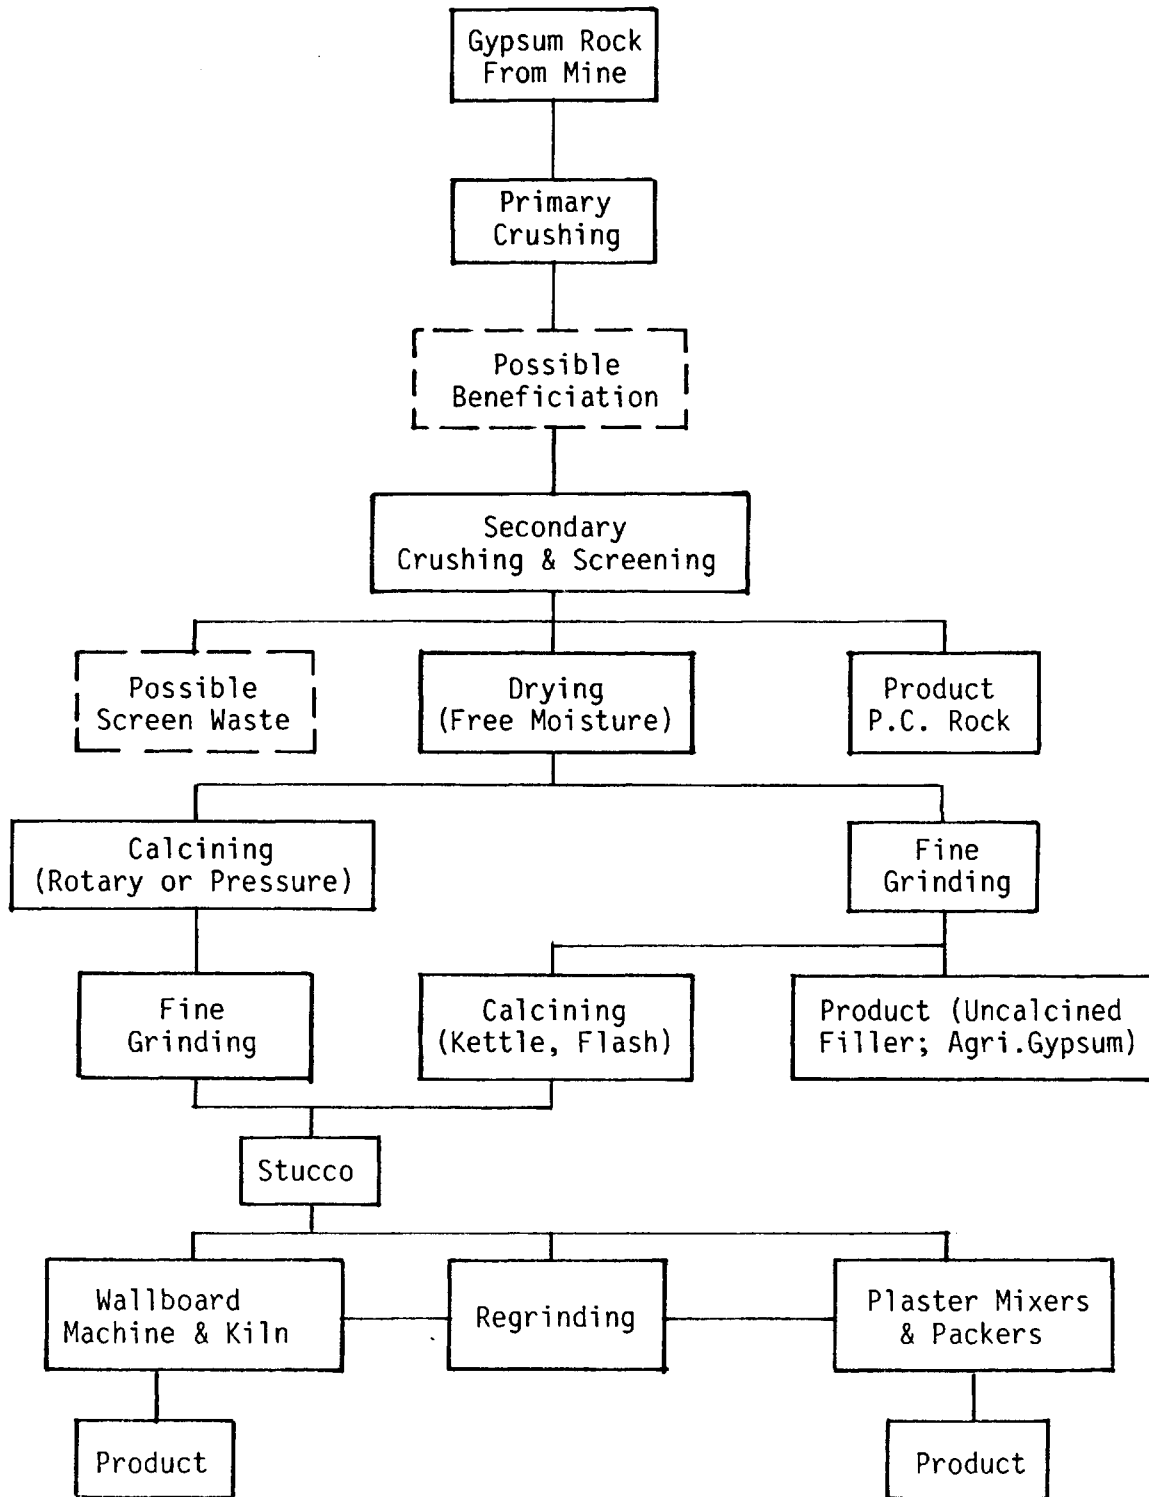 Gypsum Rock
From Mine
Primary
Crushing
Possible
Beneficiation
Secondary
Crushing & Screening
Possible
Screen Waste
Drying
(Free Moisture)
Product
P.C. Rock
Calcining
(Rotary or Pressure)
Fine
Grinding
Fine
Grinding
Calcining
(Kettle, Flash)
Product (Uncalcined
Filler; Agri.Gypsum)
Stucco
Wallboard
Machine & Kiln
Regrinding
Plaster Mixers
& Packers
Product
Product